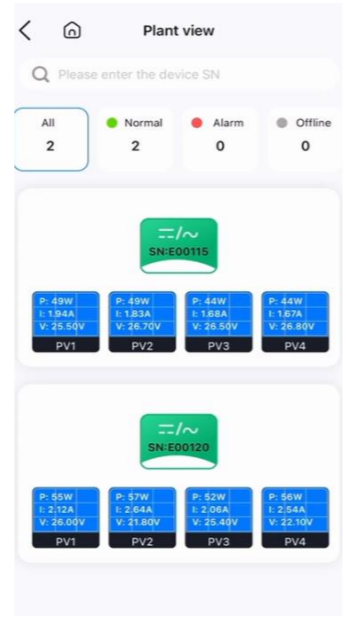 Plant view
Please enter the device SN
All Normal Alarm Offline
2 2 0 0
SN:E00115
P: 49W P: 49W P: 44W P: 44W
I: 1.94A I: 1.83A I: 1.68A I: 1.67A
V: 25.50V V: 26.70V V: 26.50V V: 26.80V
PV1 PV2 PV3 PV4
SN:E00120
P: 55W P: 57W P: 52W P: 56W
I: 2.12A I: 2.64A I: 2.06A I: 2.54A
V: 26.00V V: 21.80V V: 25.40V V: 22.10V
PV1 PV2 PV3 PV4